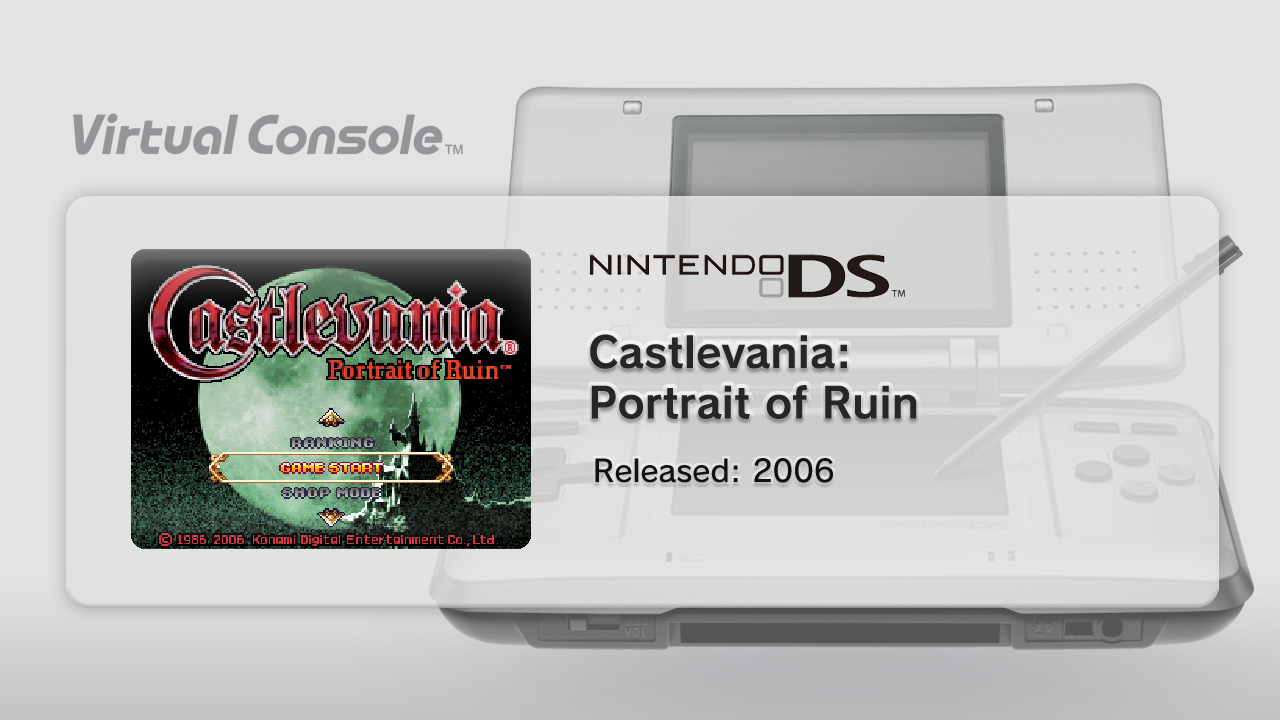 Virtual Console™
NINTENDO DS™
Castlevania®
Portrait of Ruin™
RANKING
GAME START
SHOP MODE
© 1986 2006 Konami Digital Entertainment Co., Ltd.
Castlevania:
Portrait of Ruin
Released: 2006
VOL.